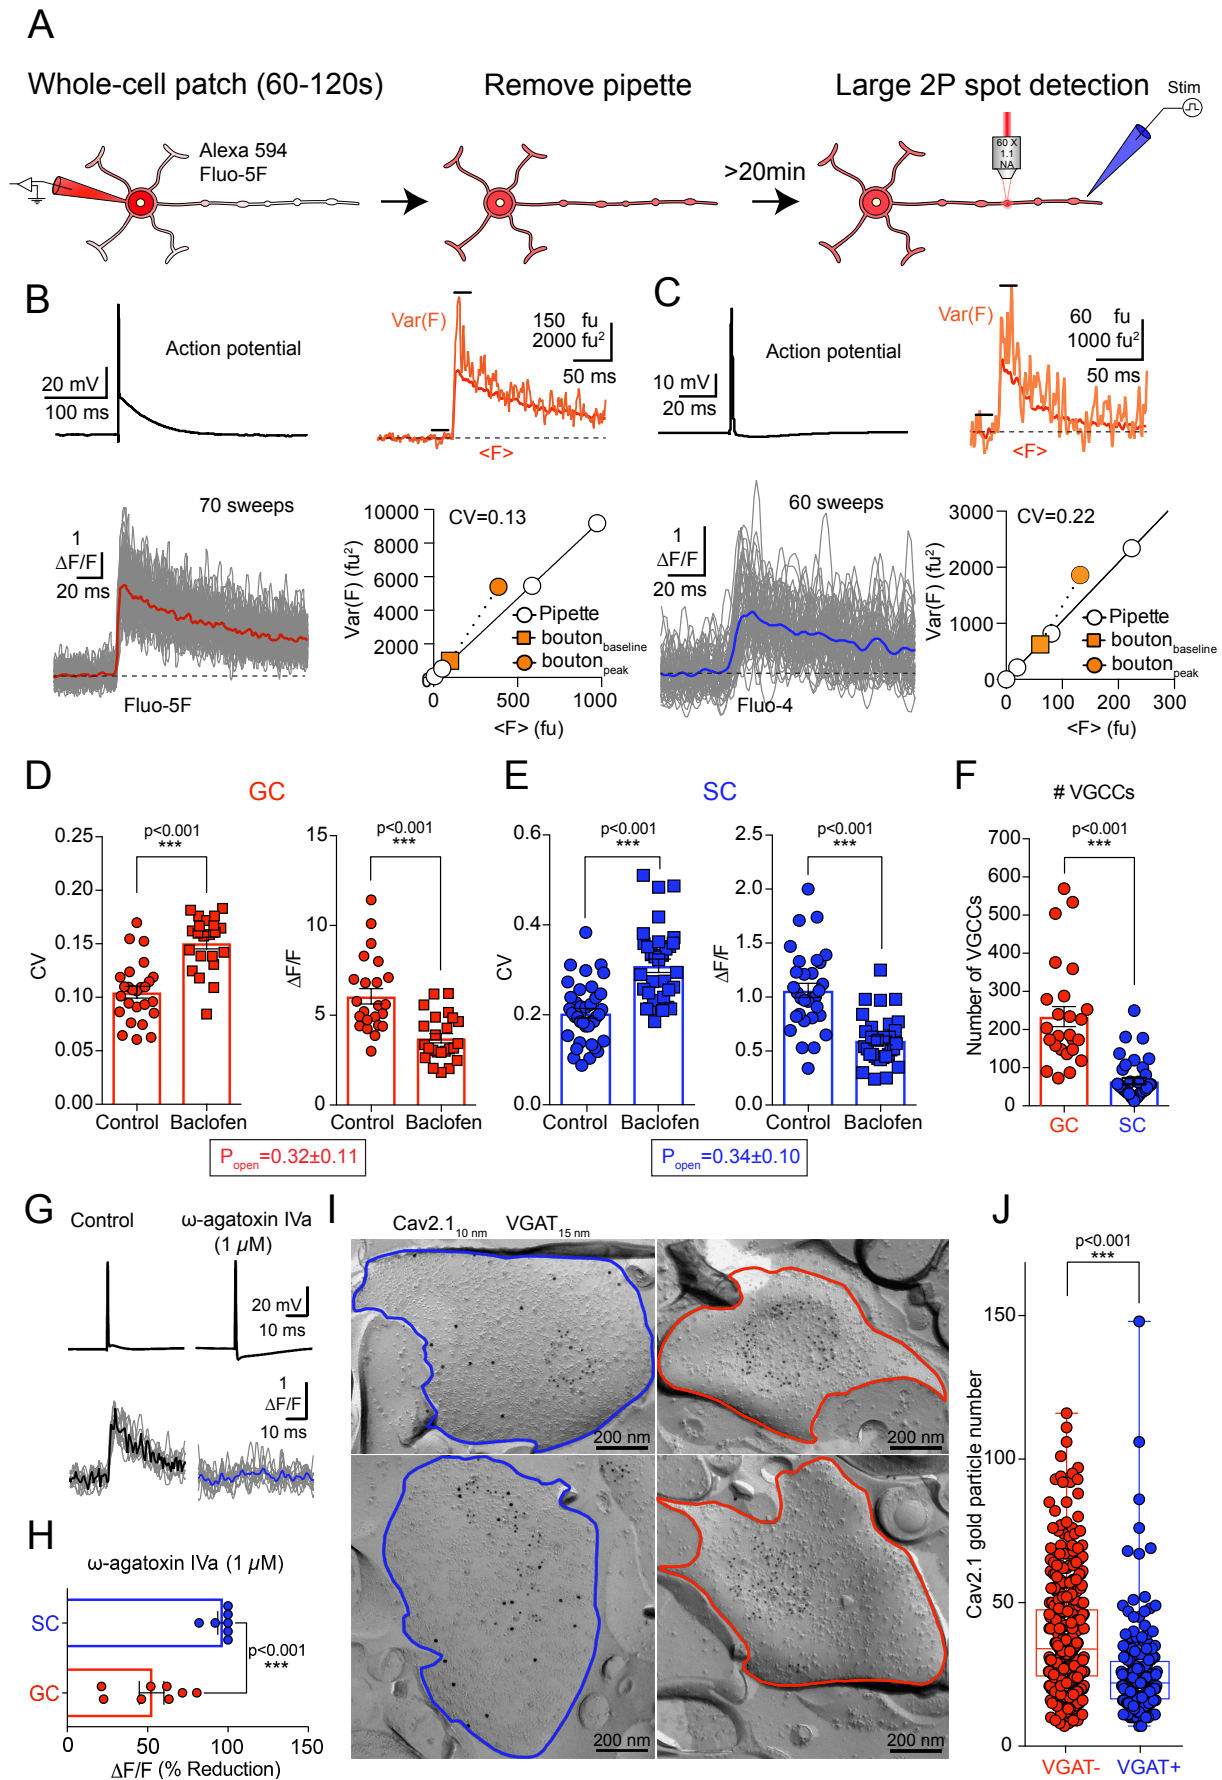 A
Whole-cell patch (60-120s)
Remove pipette
Large 2P spot detection
Stim
Alexa 594
Fluo-5F
>20min
60 X
1.1
NA
B
Action potential
20 mV
100 ms
Var(F)
150 fu
2000 fu²
50 ms
<F>
70 sweeps
1
ΔF/F
20 ms
Fluo-5F
CV=0.13
Var(F) (fu²)
10000
8000
6000
4000
2000
0
0 500 1000
<F> (fu)
Pipette
bouton baseline
bouton peak
C
Action potential
10 mV
20 ms
Var(F)
60 fu
1000 fu²
50 ms
<F>
60 sweeps
1
ΔF/F
20 ms
Fluo-4
CV=0.22
Var(F) (fu²)
3000
2000
1000
0
0 100 200 300
<F> (fu)
Pipette
bouton baseline
bouton peak
D
GC
p<0.001
***
CV
0.25
0.20
0.15
0.10
0.05
0.00
Control Baclofen
p<0.001
***
ΔF/F
15
10
5
0
Control Baclofen
Popen=0.32±0.11
E
SC
p<0.001
***
CV
0.6
0.4
0.2
0.0
Control Baclofen
p<0.001
***
ΔF/F
2.5
2.0
1.5
1.0
0.5
0.0
Control Baclofen
Popen=0.34±0.10
F
# VGCCs
p<0.001
***
Number of VGCCs
700
600
500
400
300
200
100
0
GC SC
G
Control
ω-agatoxin IVa
(1 µM)
20 mV
10 ms
1
ΔF/F
10 ms
H
ω-agatoxin IVa (1 µM)
SC
GC
p<0.001
***
0 50 100 150
ΔF/F (% Reduction)
I
Cav2.1 10 nm VGAT 15 nm
200 nm
200 nm
200 nm
200 nm
J
p<0.001
***
Cav2.1 gold particle number
150
100
50
0
VGAT- VGAT+